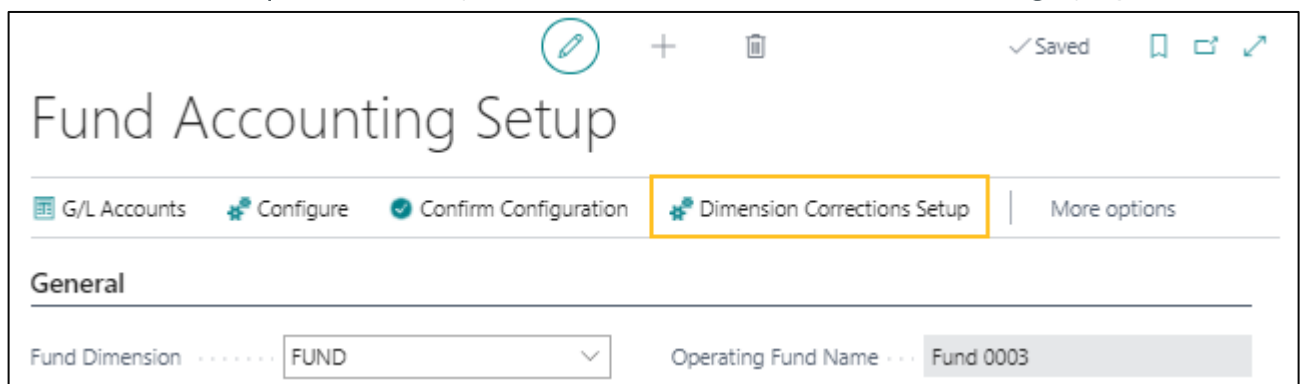 Saved
Fund Accounting Setup
G/L Accounts Configure Confirm Configuration Dimension Corrections Setup More options
General
Fund Dimension FUND Operating Fund Name Fund 0003